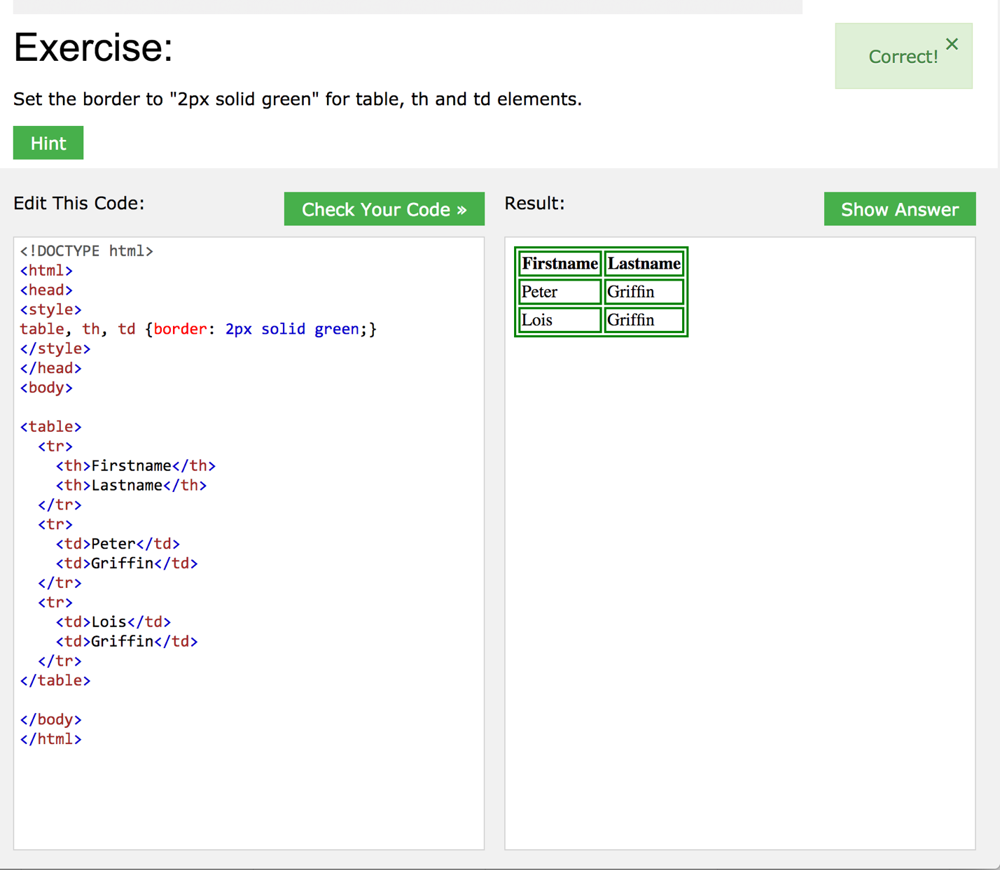 Exercise:
Correct! ×
Set the border to "2px solid green" for table, th and td elements.
Hint
Edit This Code:
Check Your Code »
Result:
Show Answer
<!DOCTYPE html>
<html>
<head>
<style>
table, th, td {border: 2px solid green;}
</style>
</head>
<body>
<table>
<tr>
<th>Firstname</th>
<th>Lastname</th>
</tr>
<tr>
<td>Peter</td>
<td>Griffin</td>
</tr>
<tr>
<td>Lois</td>
<td>Griffin</td>
</tr>
</table>
</body>
</html>
Firstname Lastname
Peter Griffin
Lois Griffin